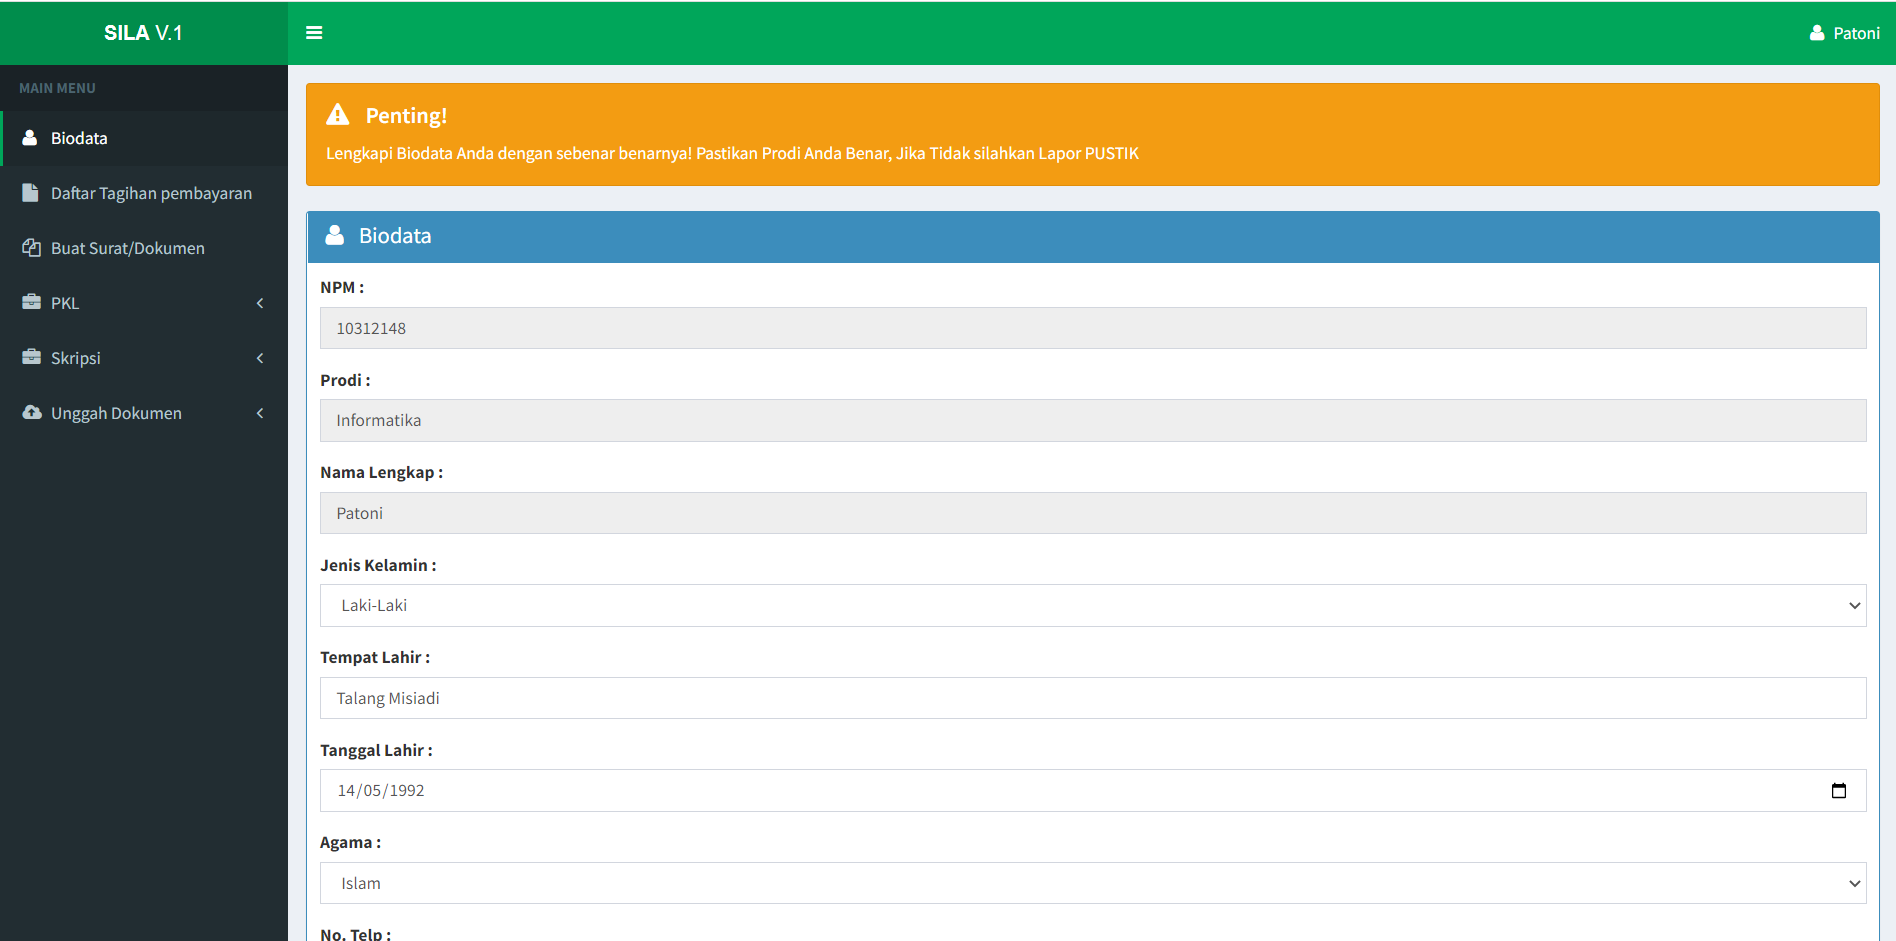 SILA V.1
Patoni
MAIN MENU
Biodata
Daftar Tagihan pembayaran
Buat Surat/Dokumen
PKL
Skripsi
Unggah Dokumen
Penting!
Lengkapi Biodata Anda dengan sebenar benarnya! Pastikan Prodi Anda Benar, Jika Tidak silahkan Lapor PUSTIK
Biodata
NPM :
10312148
Prodi :
Informatika
Nama Lengkap :
Patoni
Jenis Kelamin :
Laki-Laki
Tempat Lahir :
Talang Misiadi
Tanggal Lahir :
14/05/1992
Agama :
Islam
No. Telp :